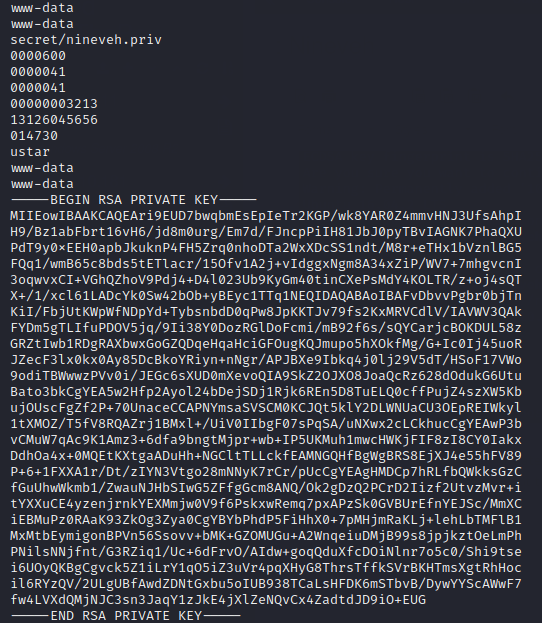 www-data
www-data
secret/nineveh.priv
0000600
0000041
0000041
00000003213
13126045656
014730
ustar
www-data
www-data
-----BEGIN RSA PRIVATE KEY-----
MIIEowIBAAKCAQEAri9EUD7bwqbmEsEpIeTr2KGP/wk8YAR0Z4mmvHNJ3UfsAhpI
H9/Bz1abFbrt16vH6/jd8m0urg/Em7d/FJncpPiIH81JbJ0pyTBvIAGNK7PhaQXU
PdT9y0xEEH0apbJkuknP4FH5Zrq0nhoDTa2WxXDcSS1ndt/M8r+eTHx1bVznlBG5
FQq1/wmB65c8bds5tETlacr/15Ofv1A2j+vIdggxNgm8A34xZiP/WV7+7mhgvcnI
3oqwvxCI+VGhQZhoV9Pdj4+D4l023Ub9KyGm40tinCXePsMdY4KOLTR/z+oj4sQT
X+/1/xcl61LADcYk0Sw42bOb+yBEyc1TTq1NEQIDAQABAoIBAFvDbvvPgbr0bjTn
KiI/FbjUtKWpWfNDpYd+TybsnbdD0qPw8JpKKTJv79fs2KxMRVCdlV/IAVWV3QAk
FYDm5gTLIfuPDOV5jq/9Ii38Y0DozRGlDoFcmi/mB92f6s/sQYCarjcBOKDUL58z
GRZtIwb1RDgRAXbwxGoGZQDqeHqaHciGFOugKQJmupo5hXOkfMg/G+Ic0Ij45uoR
JZecF3lx0kx0Ay85DcBkoYRiyn+nNgr/APJBXe9Ibkq4j0lj29V5dT/HSoF17VWo
9odiTBWwwzPVv0i/JEGc6sXUD0mXevoQIA9SkZ2OJXO8JoaQcRz628dOdukG6Utu
Bato3bkCgYEA5w2Hfp2Ayol24bDejSDj1Rjk6REn5D8TuELQ0cffPujZ4szXW5Kb
ujOUscFgZf2P+70UnaceCCAPNYmsaSVSCM0KCJQt5klY2DLWNUaCU3OEpREIWkyl
1tXMOZ/T5fV8RQAZrj1BMxl+/UiV0IIbgF07sPqSA/uNXwx2cLCkhucCgYEAwP3b
vCMuW7qAc9K1Amz3+6dfa9bngtMjpr+wb+IP5UKMuh1mwcHWKjFIF8zI8CY0Iakx
DdhOa4x+0MQEtKXtgaADuHh+NGCltTLLckfEAMNGQHfBgWgBRS8EjXJ4e55hFV89
P+6+1FXXA1r/Dt/zIYN3Vtgo28mNNyK7rCr/pUcCgYEAgHMDCp7hRLfbQWkksGzC
fGuUhwWkmb1/ZwauNJHbSIwG5ZFfgGcm8ANQ/Ok2gDzQ2PCrD2Iizf2UtvzMvr+i
tYXXuCE4yzenjrnkYEXMmjw0V9f6PskxwRemq7pxAPzSk0GVBUrEfnYEJSc/MmXC
iEBMuPz0RAaK93ZkOg3Zya0CgYBYbPhdP5FiHhX0+7pMHjmRaKLj+lehLbTMFlB1
MxMtbEymigonBPVn56Ssovv+bMK+GZOMUGu+A2WnqeiuDMjB99s8jpjkztOeLmPh
PNilsNNjfnt/G3RZiq1/Uc+6dFrvO/AIdw+goqQduXfcDOiNlnr7o5c0/Shi9tse
i6UOyQKBgCgvck5Z1iLrY1qO5iZ3uVr4pqXHyG8ThrsTffkSVrBKHTmsXgtRhHoc
il6RYzQV/2ULgUBfAwdZDNtGxbu5oIUB938TCaLsHFDK6mSTbvB/DywYYScAWwF7
fw4LVXdQMjNJC3sn3JaqY1zJkE4jXlZeNQvCx4ZadtdJD9iO+EUG
-----END RSA PRIVATE KEY-----